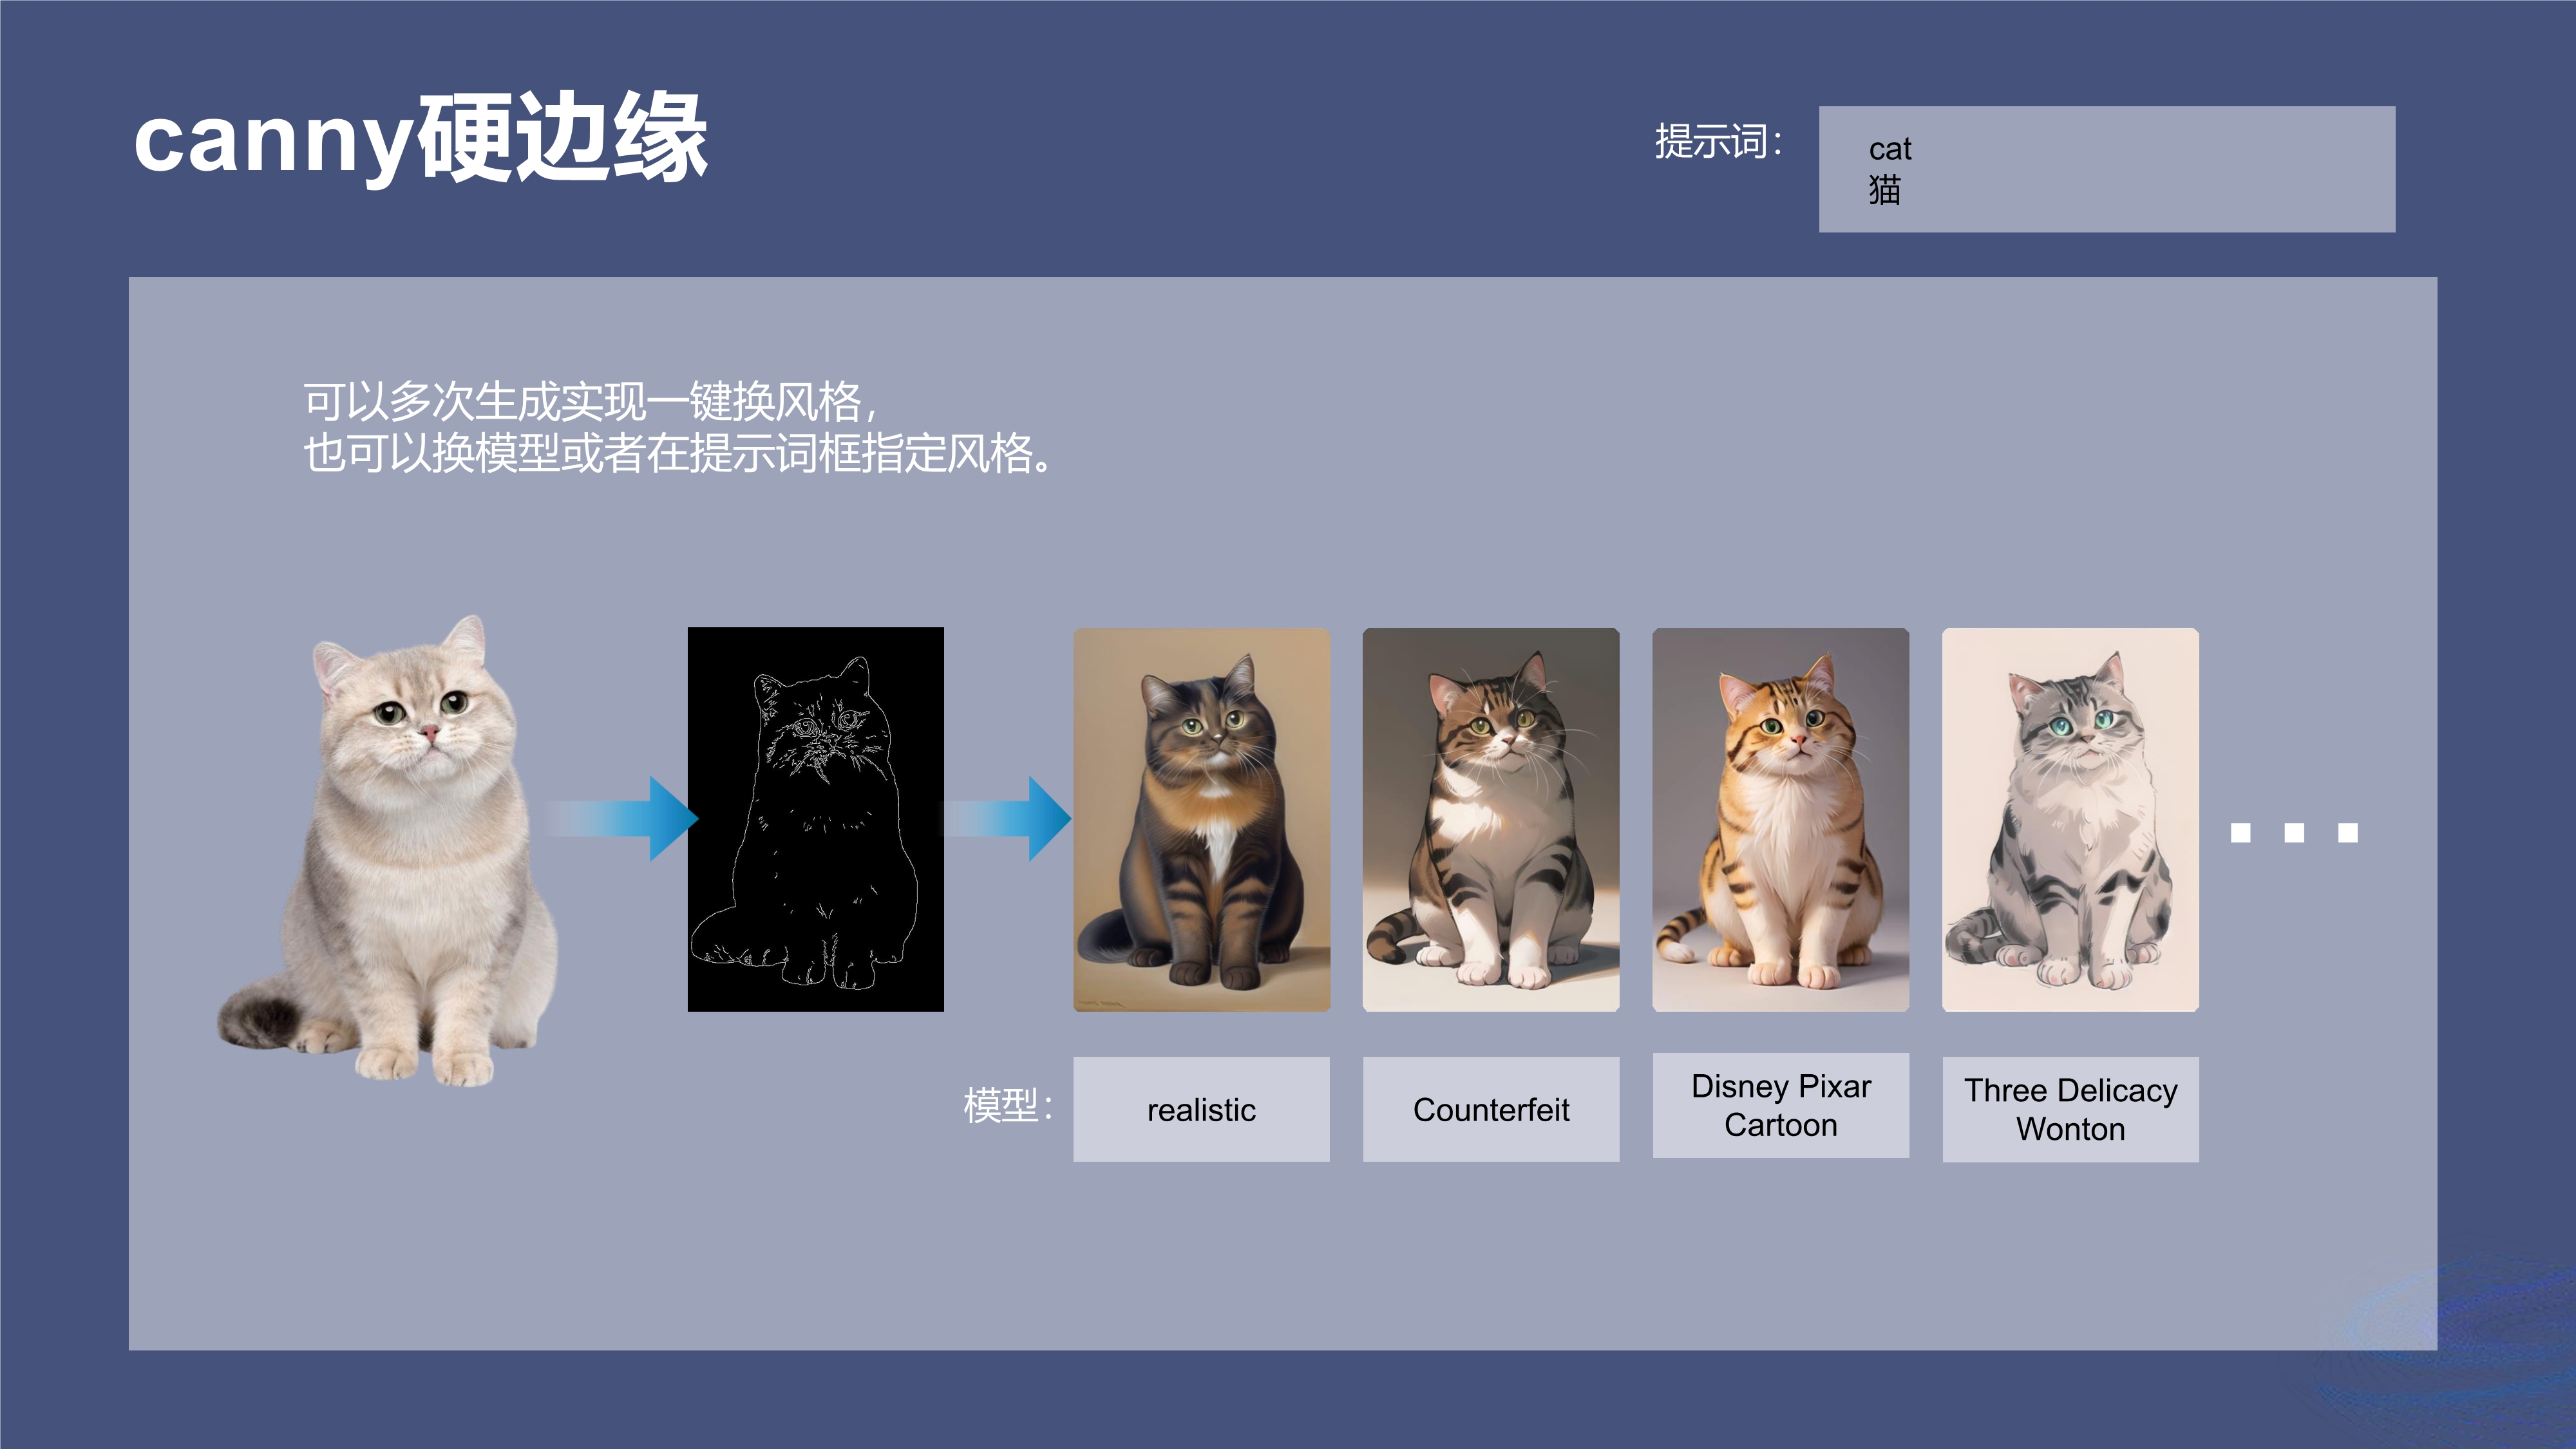 canny硬边缘
提示词：
cat
猫
可以多次生成实现一键换风格，
也可以换模型或者在提示词框指定风格。
模型：
realistic
Counterfeit
Disney Pixar
Cartoon
Three Delicacy
Wonton